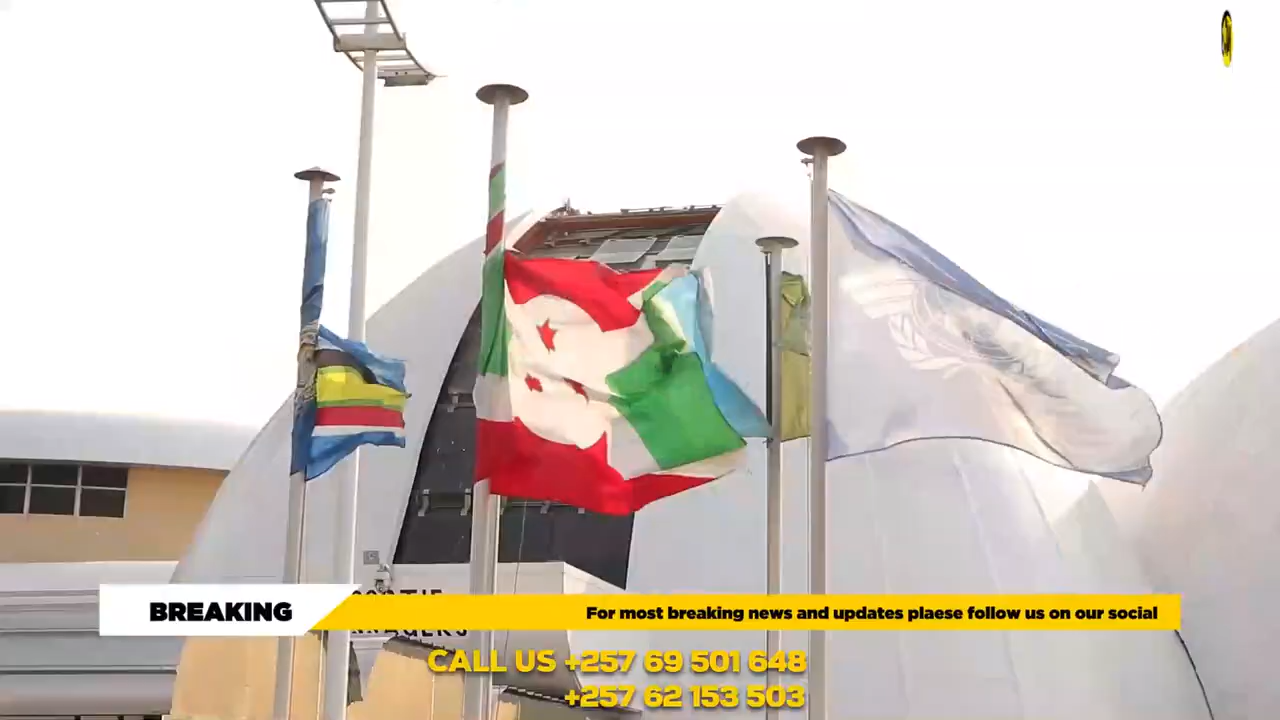 BREAKING
For most breaking news and updates plaese follow us on our social
CALL US +257 69 501 648
+257 62 153 503